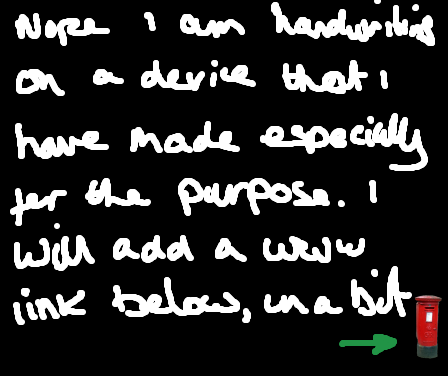 Nope I am handwriting
on a device that I
have made especially
for the purpose. I
will add a www
link below, in a bit